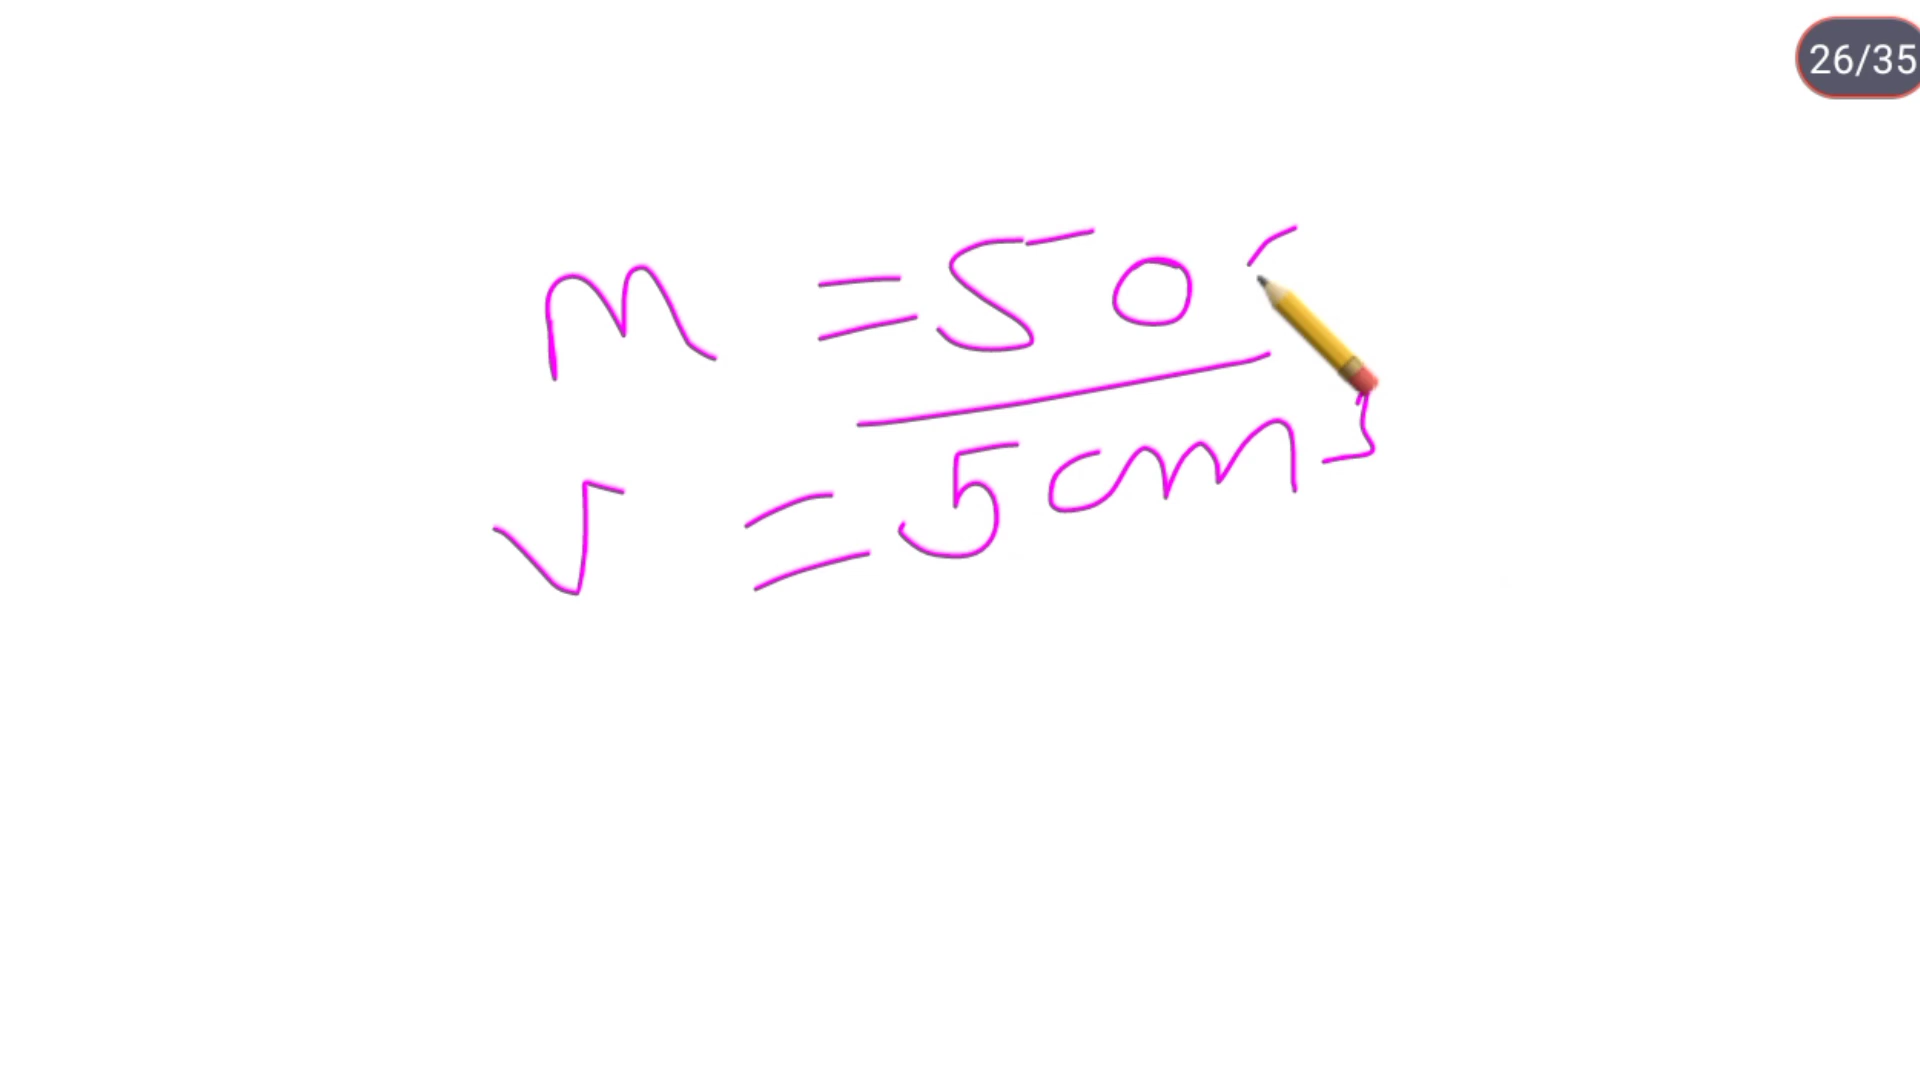 26/35
m = 50
v = 5cm³